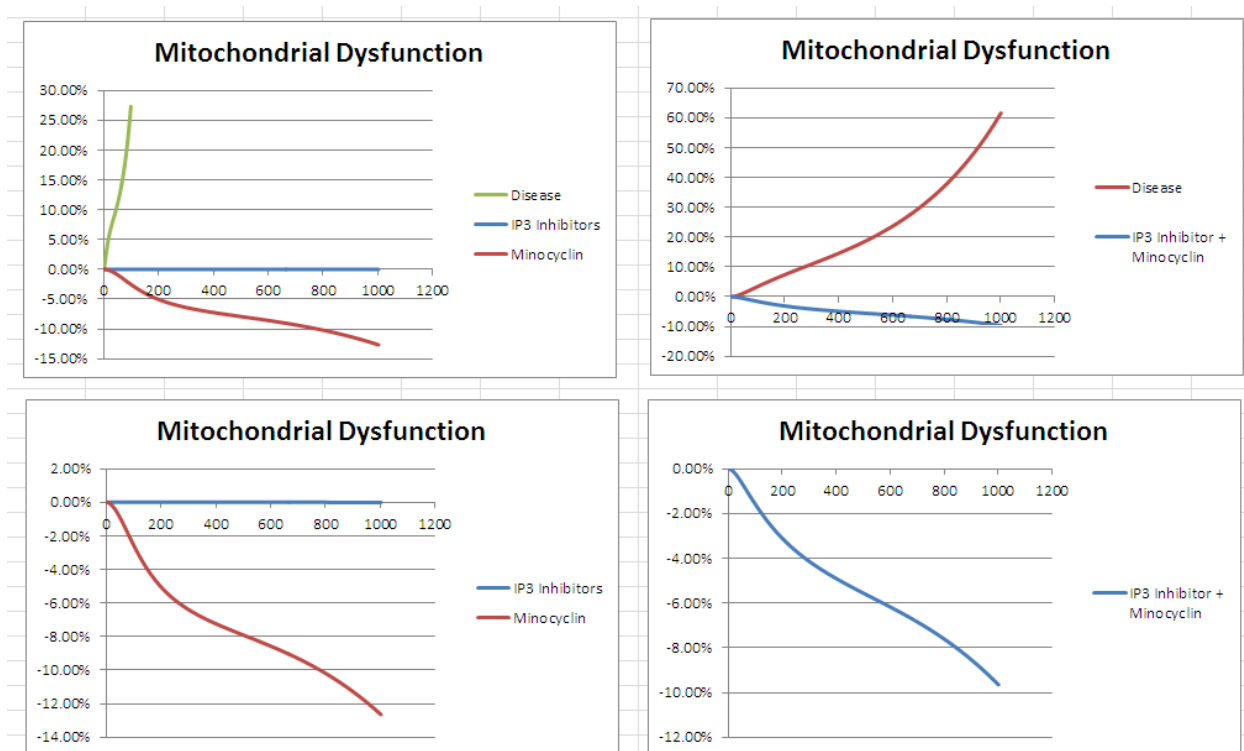 Mitochondrial Dysfunction
30.00%
25.00%
20.00%
15.00%
10.00%
5.00%
0.00%
-5.00%
-10.00%
-15.00%
0 200 400 600 800 1000 1200
Disease
IP3 Inhibitors
Minocyclin
Mitochondrial Dysfunction
70.00%
60.00%
50.00%
40.00%
30.00%
20.00%
10.00%
0.00%
-10.00%
-20.00%
0 200 400 600 800 1000 1200
Disease
IP3 Inhibitor +
Minocyclin
Mitochondrial Dysfunction
2.00%
0.00%
-2.00%
-4.00%
-6.00%
-8.00%
-10.00%
-12.00%
-14.00%
0 200 400 600 800 1000 1200
IP3 Inhibitors
Minocyclin
Mitochondrial Dysfunction
0.00%
-2.00%
-4.00%
-6.00%
-8.00%
-10.00%
-12.00%
0 200 400 600 800 1000 1200
IP3 Inhibitor +
Minocyclin